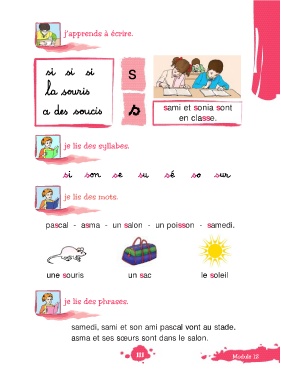 j'apprends à écrire.
si si si
la souris
a des soucis
S
s
sami et sonia sont
en classe.
je lis des syllabes.
si son se su sé so sur
je lis des mots.
pascal - asma - un salon - un poisson - samedi.
une souris un sac le soleil
je lis des phrases.
samedi, sami et son ami pascal vont au stade.
asma et ses sœurs sont dans le salon.
111
Module 12